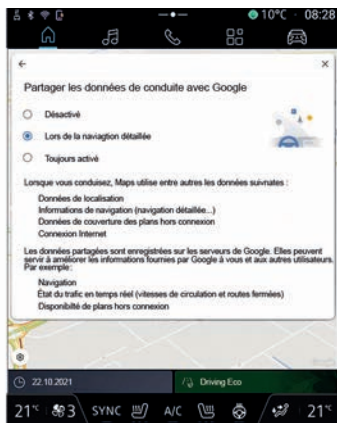 10°C 08:28
Partager les données de conduite avec Google
Désactivé
Lors de la naviagtion détaillée
Toujours activé
Lorsque vous conduisez, Maps utilise entre autres les données suivnates :
Données de localisation
Informations de navigation (navigation détaillée...)
Données de couverture des plans hors connexion
Connexion Internet
Les données partagées sont enregistrées sur les serveurs de Google. Elles peuvent
servir à améliorer les informations fournies par Google à vous et aux autres utilisateurs.
Par exemple:
Navigation
État du trafic en temps réel (vitesses de circulation et routes fermées)
Disponibilté de plans hors connexion
22.10.2021 Driving Eco
21°C 3 SYNC A/C 21°C